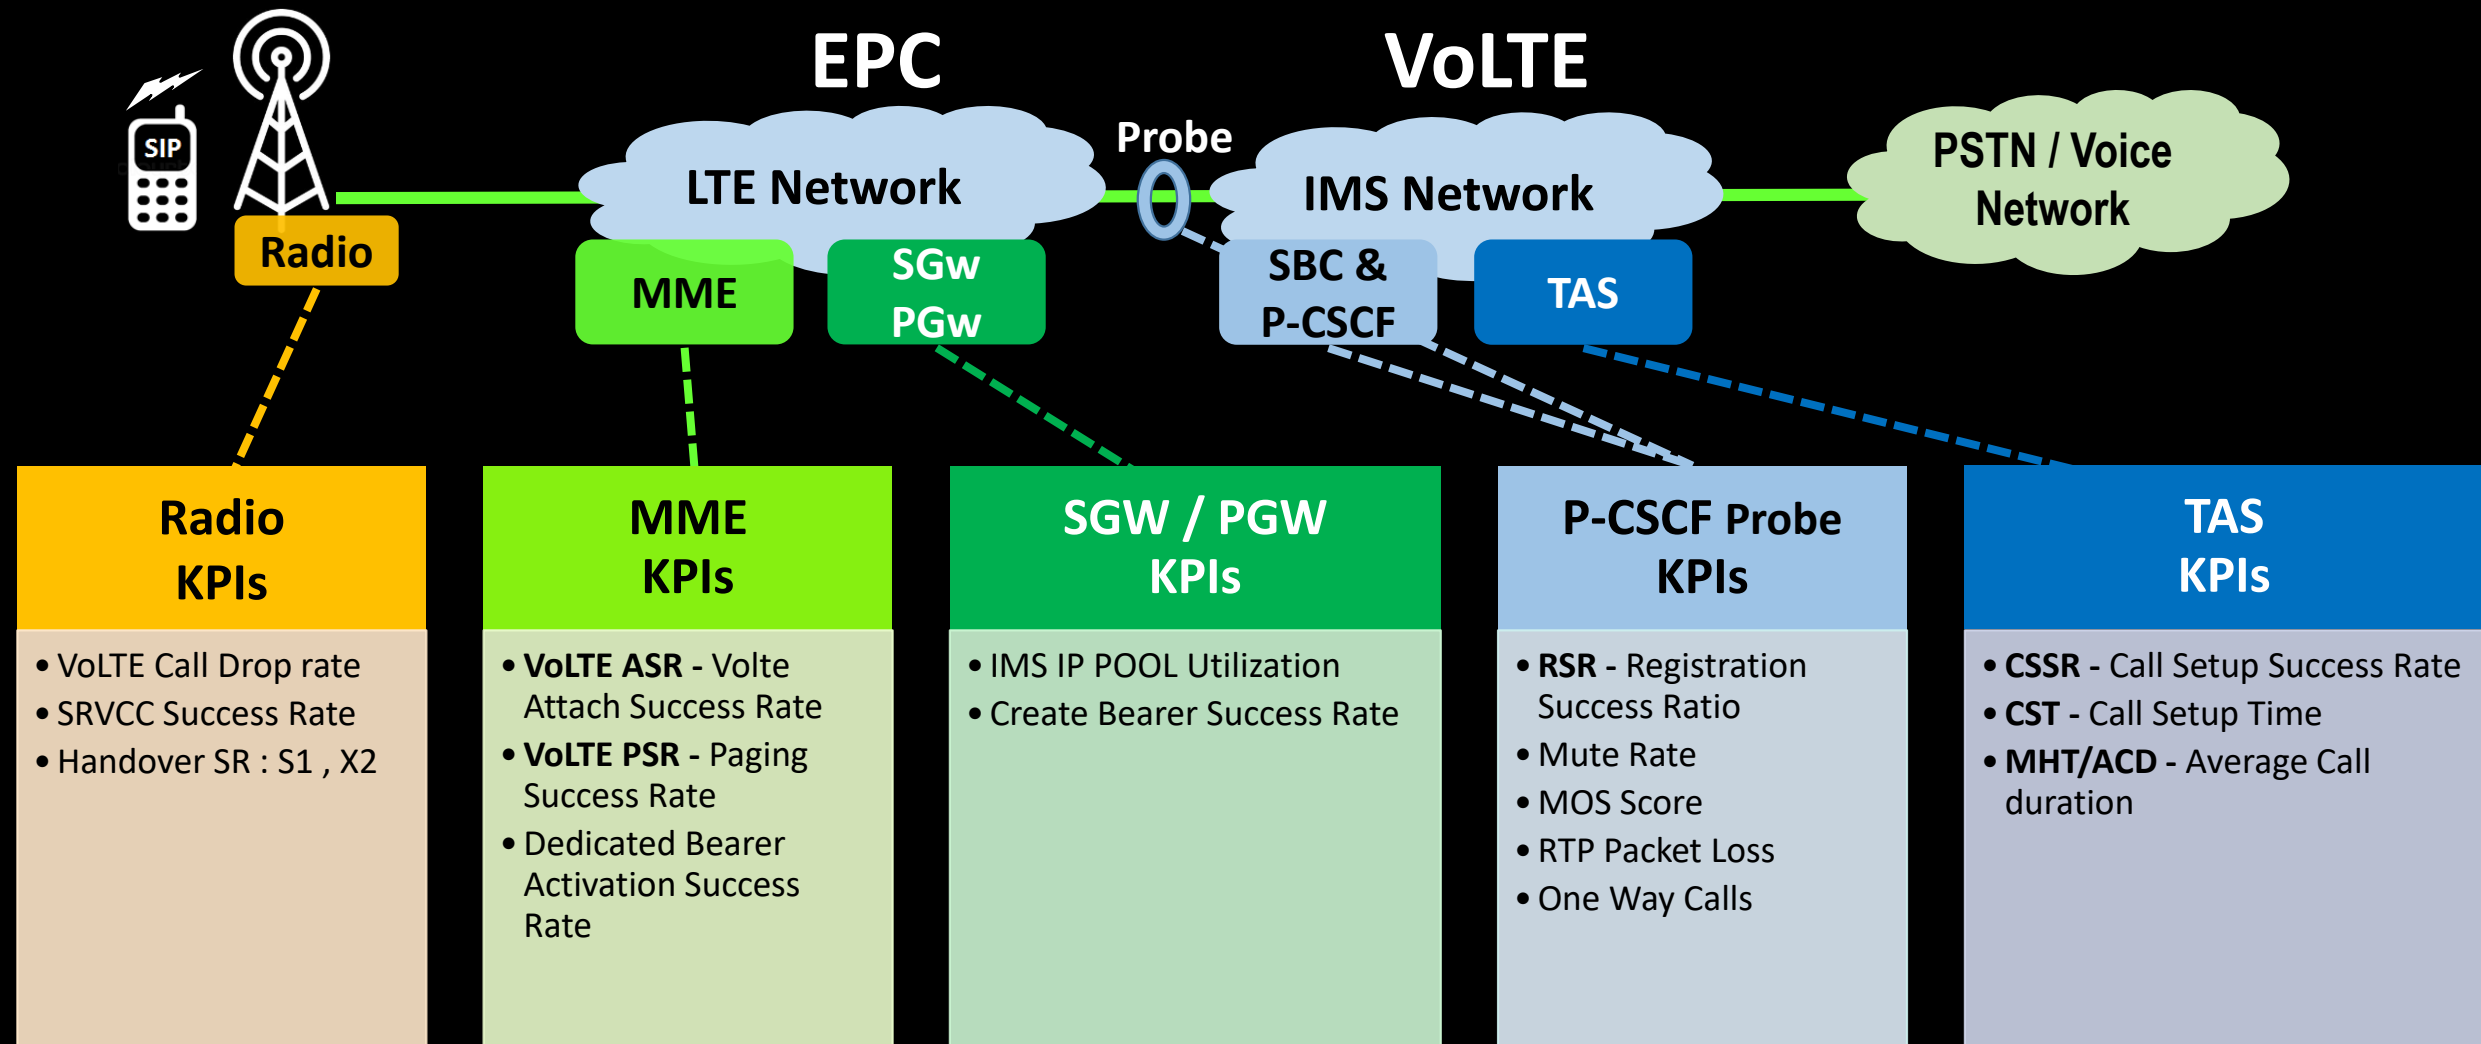 EPC
VoLTE
SIP
Probe
LTE Network
IMS Network
PSTN / Voice
Network
Radio
MME
SGw
PGw
SBC &
P-CSCF
TAS
Radio
KPIs
• VoLTE Call Drop rate
• SRVCC Success Rate
• Handover SR : S1 , X2
MME
KPIs
• VoLTE ASR - Volte
Attach Success Rate
• VoLTE PSR - Paging
Success Rate
• Dedicated Bearer
Activation Success
Rate
SGW / PGW
KPIs
• IMS IP POOL Utilization
• Create Bearer Success Rate
P-CSCF Probe
KPIs
• RSR - Registration
Success Ratio
• Mute Rate
• MOS Score
• RTP Packet Loss
• One Way Calls
TAS
KPIs
• CSSR - Call Setup Success Rate
• CST - Call Setup Time
• MHT/ACD - Average Call
duration